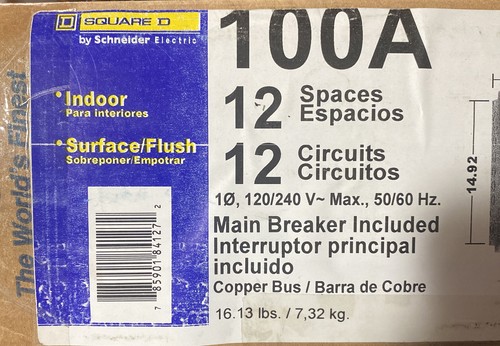 SQUARE D
by Schneider Electric
100A
12 Spaces
Espacios
• Indoor
Para interiores
• Surface/Flush
Sobreponer/Empotrar
12 Circuits
Circuitos
1Ø, 120/240 V~ Max., 50/60 Hz.
Main Breaker Included
Interruptor principal
incluido
Copper Bus / Barra de Cobre
16.13 lbs. / 7,32 kg.
The World's Finest
7 85901 84127 2
14.92